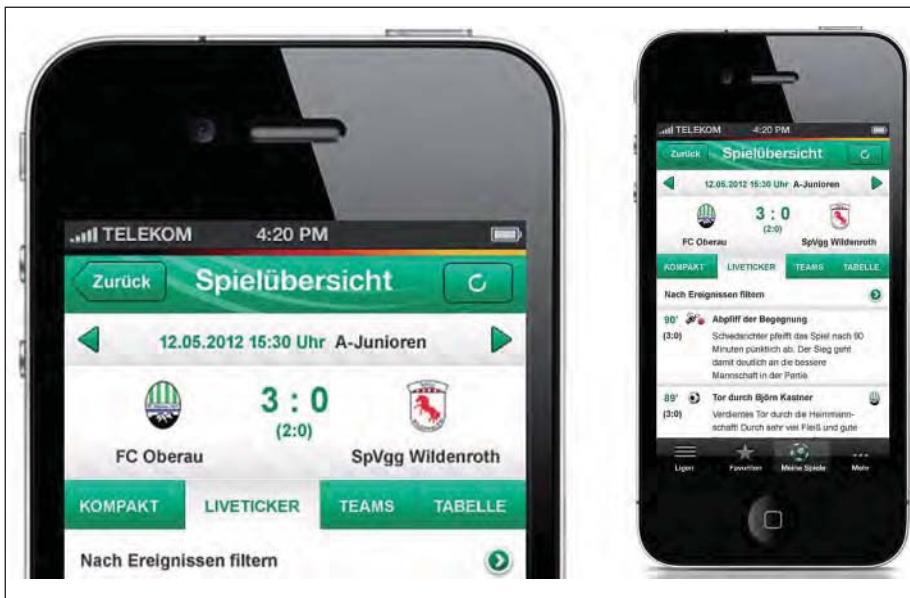 TELEKOM 4:20 PM
Zurück Spielübersicht
12.05.2012 15:30 Uhr A-Junioren
3 : 0
(2:0)
FC Oberau SpVgg Wildenroth
KOMPAKT LIVETICKER TEAMS TABELLE
Nach Ereignissen filtern
TELEKOM 4:20 PM
Zurück Spielübersicht
12.05.2012 15:30 Uhr A-Junioren
3 : 0
(2:0)
FC Oberau SpVgg Wildenroth
KOMPAKT LIVETICKER TEAMS TABELLE
Nach Ereignissen filtern
90' Abpfiff der Begegnung
(3:0) Schiedsrichter pfeift das Spiel nach 90
Minuten pünktlich ab. Der Sieg geht
damit deutlich an die bessere
Mannschaft in der Partie.
89' Tor durch Björn Kastner
(3:0) Verdientes Tor durch die Heimmann-
schaft! Durch sehr viel Fleiß und gute
Ligen Favoriten Meine Spiele Mehr